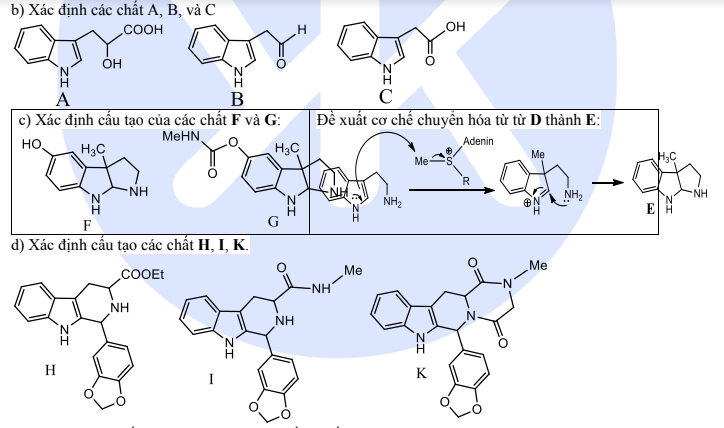 b) Xác định các chất A, B, và C
COOH
OH
N
H
A
H
O
N
H
B
OH
O
N
H
C
c) Xác định cấu tạo của các chất F và G:
HO
H₃C
N
H
NH
F
MeHN
O
O
H₃C
N
H
NH
G
Đề xuất cơ chế chuyển hóa từ từ D thành E:
N
H
NH₂
Me
S
⊕
Adenin
R
Me
⊕
N
H
NH₂
H₃C
N
H
NH
E
d) Xác định cấu tạo các chất H, I, K.
COOEt
NH
N
H
O
O
H
O
NH
Me
NH
N
H
O
O
I
O
N
Me
N
O
N
H
O
O
K